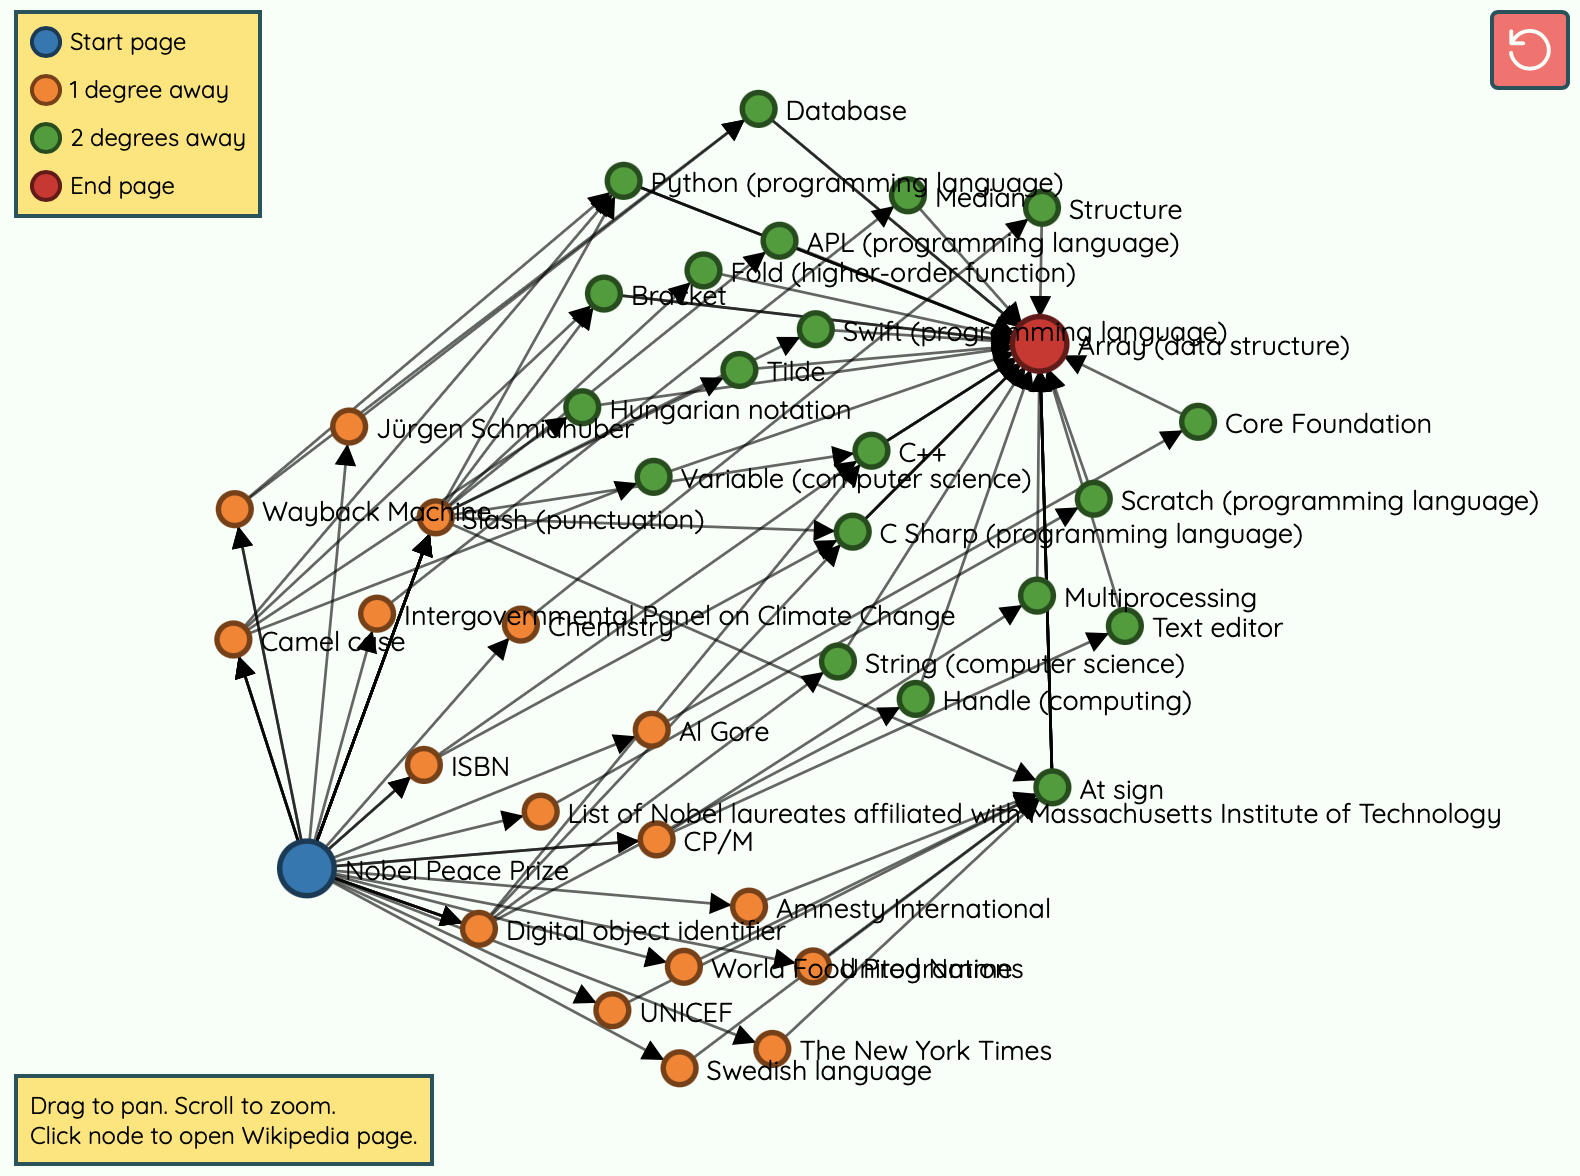 Start page
1 degree away
2 degrees away
End page
Database
Python (programming language)
Median
Structure
APL (programming language)
Fold (higher-order function)
Bracket
Swift (programming language)
Array (data structure)
Tilde
Hungarian notation
Jürgen Schmidhuber
Core Foundation
C++
Variable (computer science)
Scratch (programming language)
Wayback Machine
Slash (punctuation)
C Sharp (programming language)
Multiprocessing
Intergovernmental Panel on Climate Change
Chemistry
Text editor
Camel case
String (computer science)
Handle (computing)
Al Gore
ISBN
At sign
List of Nobel laureates affiliated with Massachusetts Institute of Technology
CP/M
Nobel Peace Prize
Amnesty International
Digital object identifier
World Food Programme
United Nations
UNICEF
The New York Times
Swedish language
Drag to pan. Scroll to zoom.
Click node to open Wikipedia page.